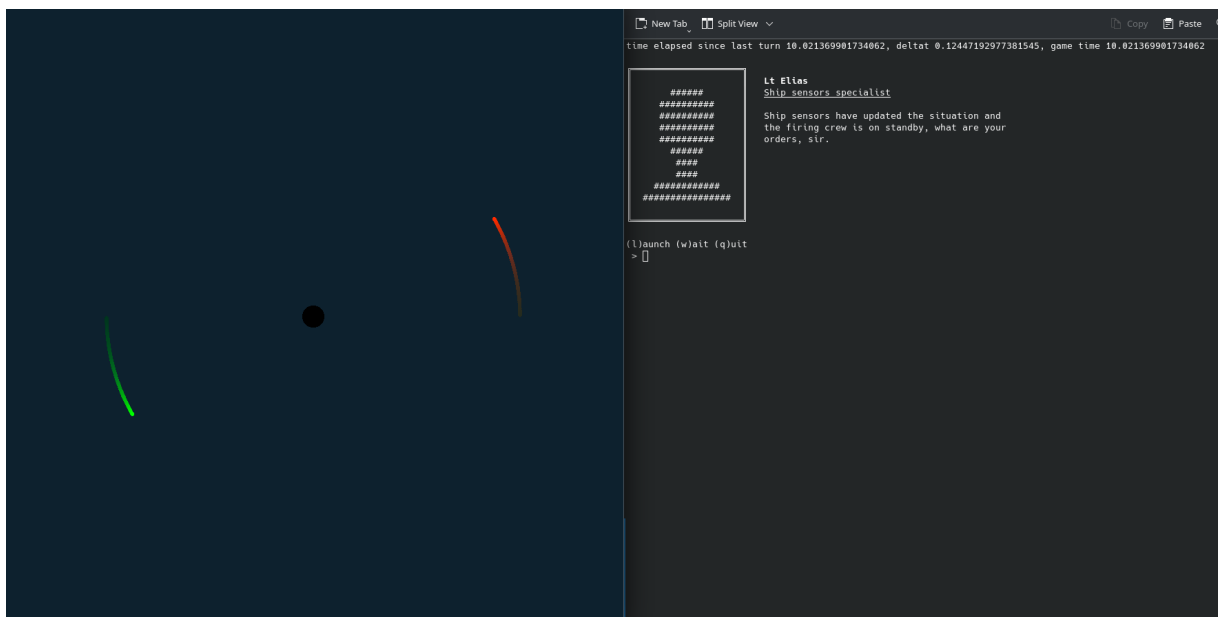 New Tab Split View Copy Paste
time elapsed since last turn 10.021369901734062, deltat 0.12447192977381545, game time 10.021369901734062
Lt Elias
######
Ship sensors specialist
##########
##########
Ship sensors have updated the situation and
##########
the firing crew is on standby, what are your
##########
orders, sir.
######
####
####
############
################
(l)aunch (w)ait (q)uit
>